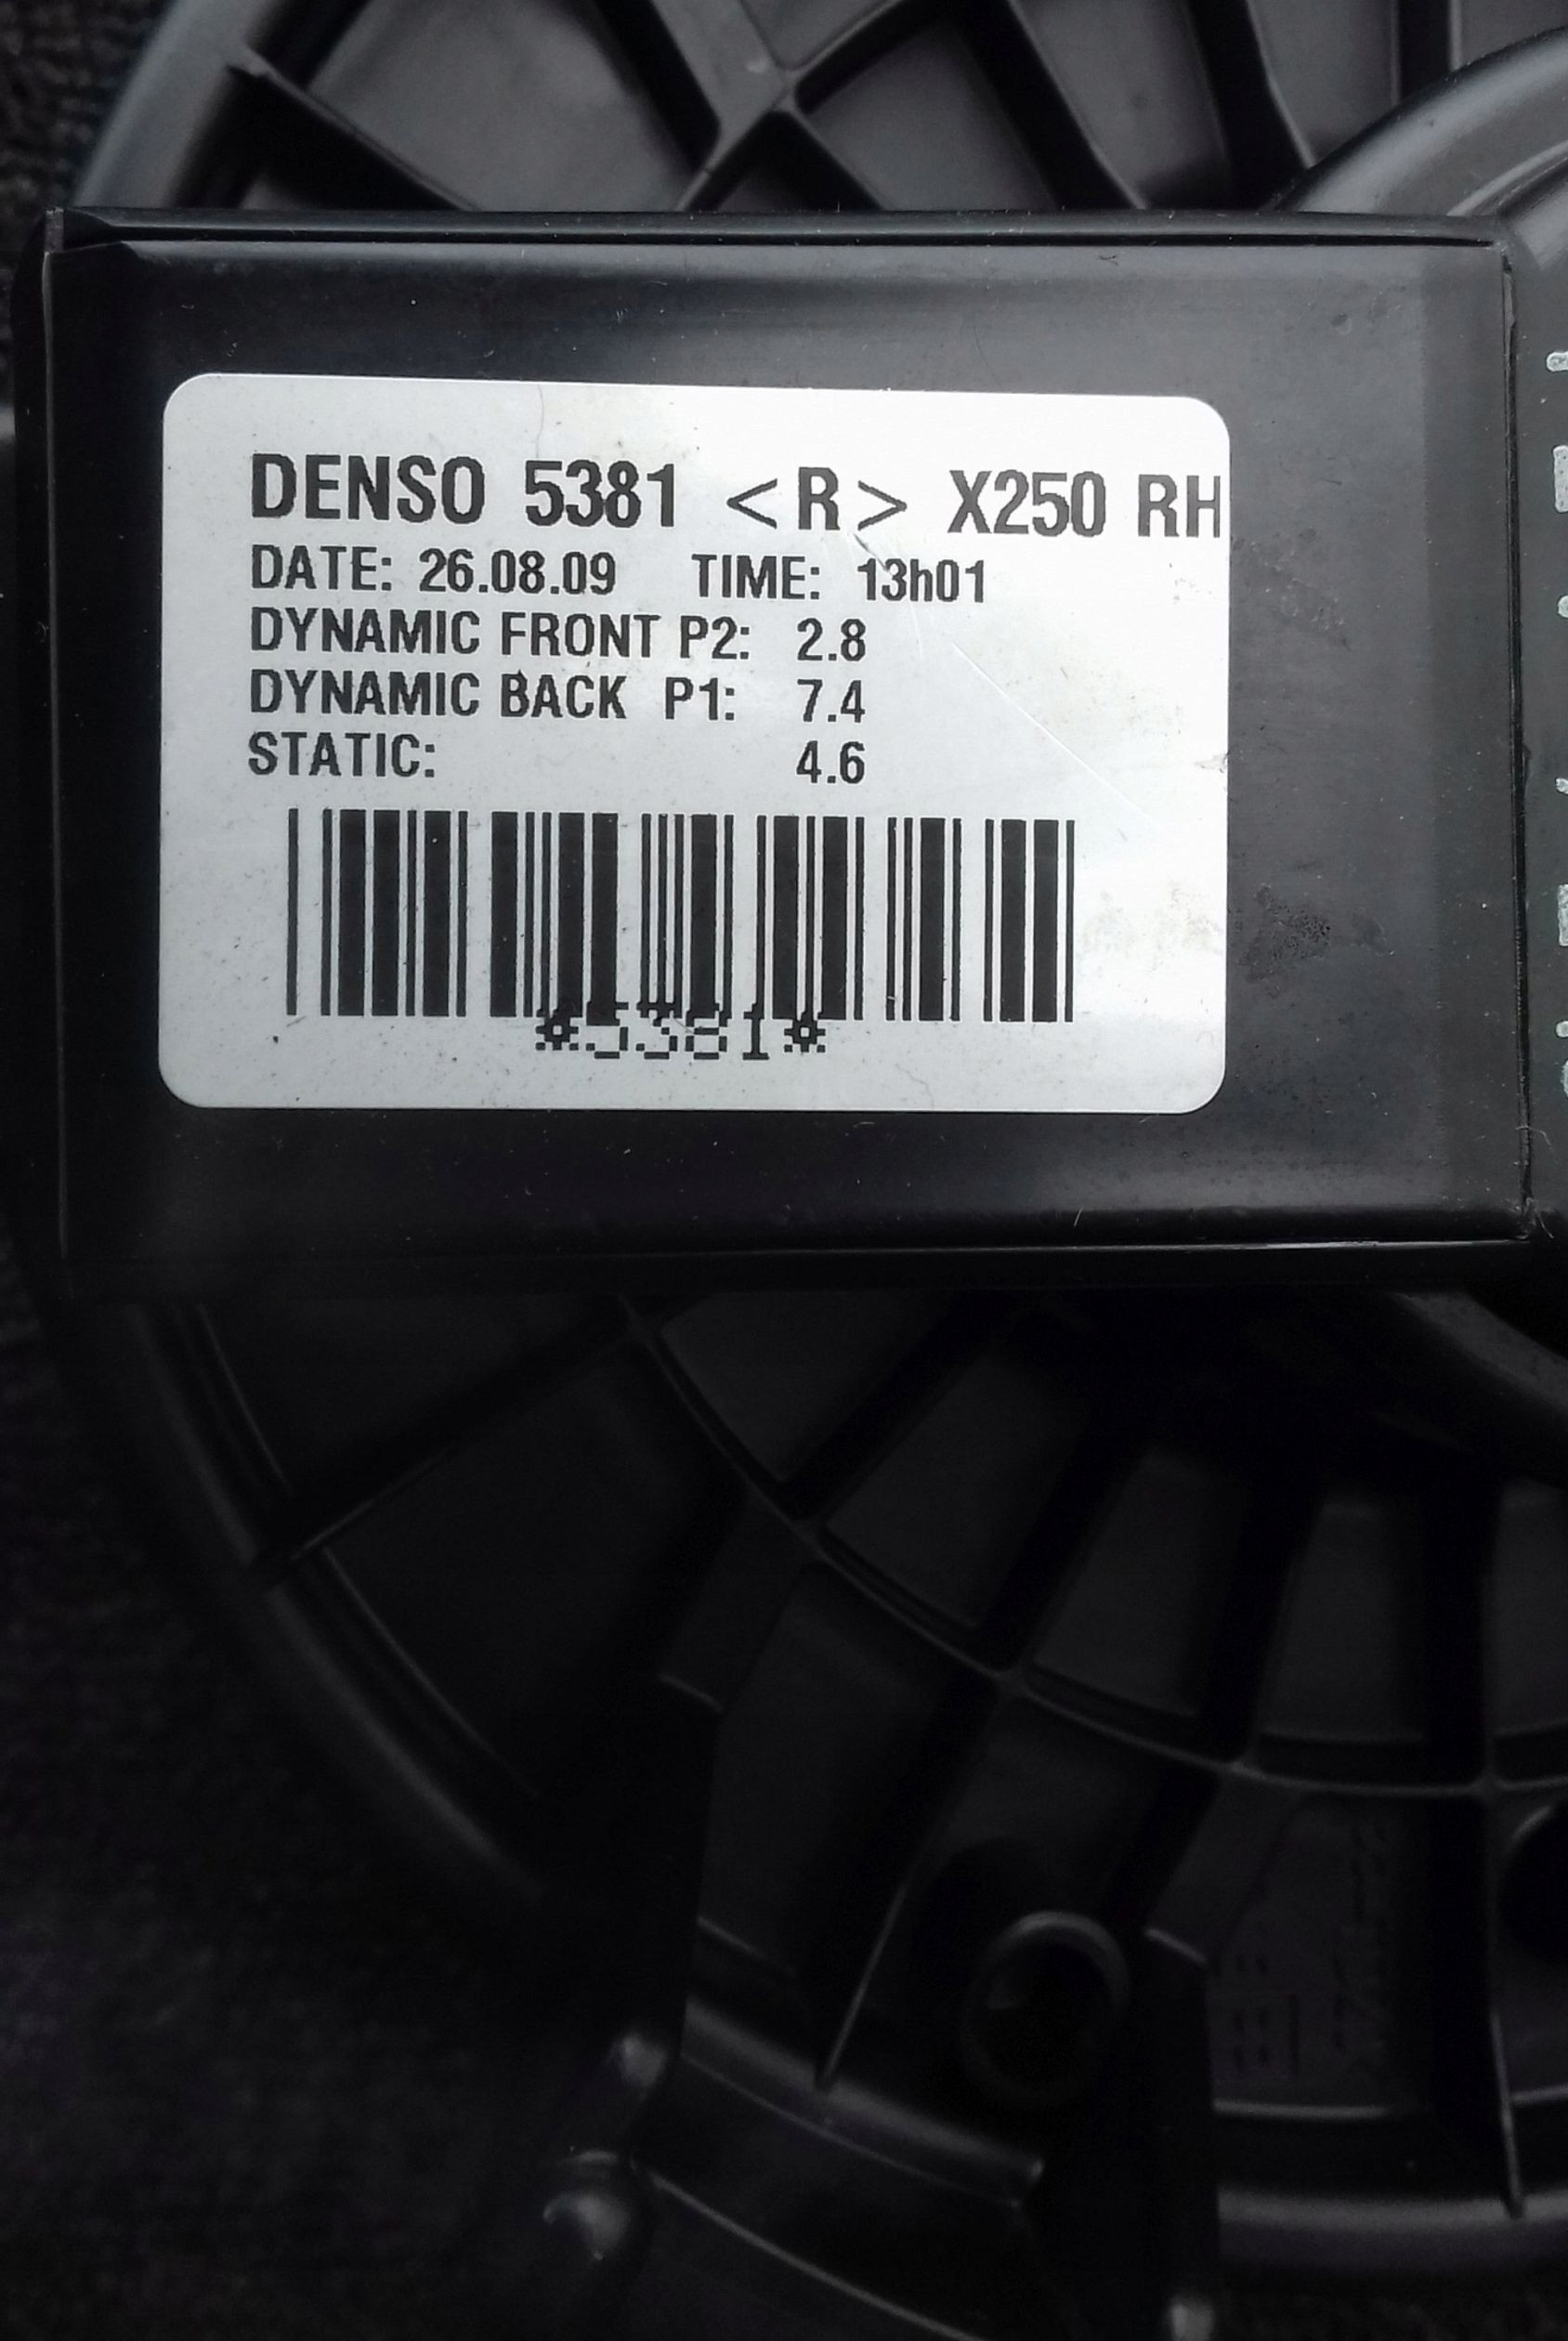 DENSO 5381 <R> X250 RH
DATE: 26.08.09 TIME: 13h01
DYNAMIC FRONT P2: 2.8
DYNAMIC BACK P1: 7.4
STATIC: 4.6
*5381*